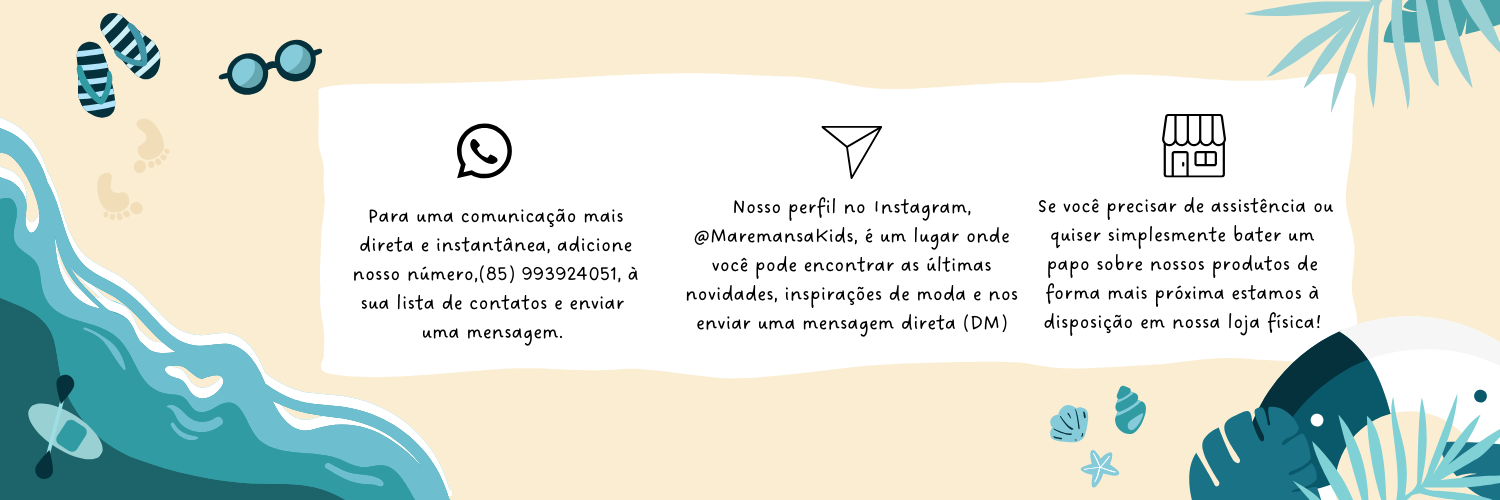 Para uma comunicação mais
direta e instantânea, adicione
nosso número,(85) 993924051, à
sua lista de contatos e enviar
uma mensagem.
Nosso perfil no Instagram,
@MaremansaKids, é um lugar onde
você pode encontrar as últimas
novidades, inspirações de moda e nos
enviar uma mensagem direta (DM)
Se você precisar de assistência ou
quiser simplesmente bater um
papo sobre nossos produtos de
forma mais próxima estamos à
disposição em nossa loja física!